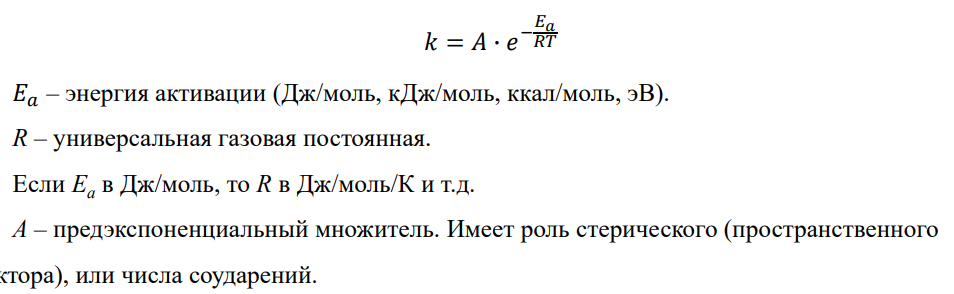 k = A · e^{-\frac{E_a}{RT}}
E_a – энергия активации (Дж/моль, кДж/моль, ккал/моль, эВ).
R – универсальная газовая постоянная.
Если E_a в Дж/моль, то R в Дж/моль/К и т.д.
A – предэкспоненциальный множитель. Имеет роль стерического (пространственного
ктора), или числа соударений.